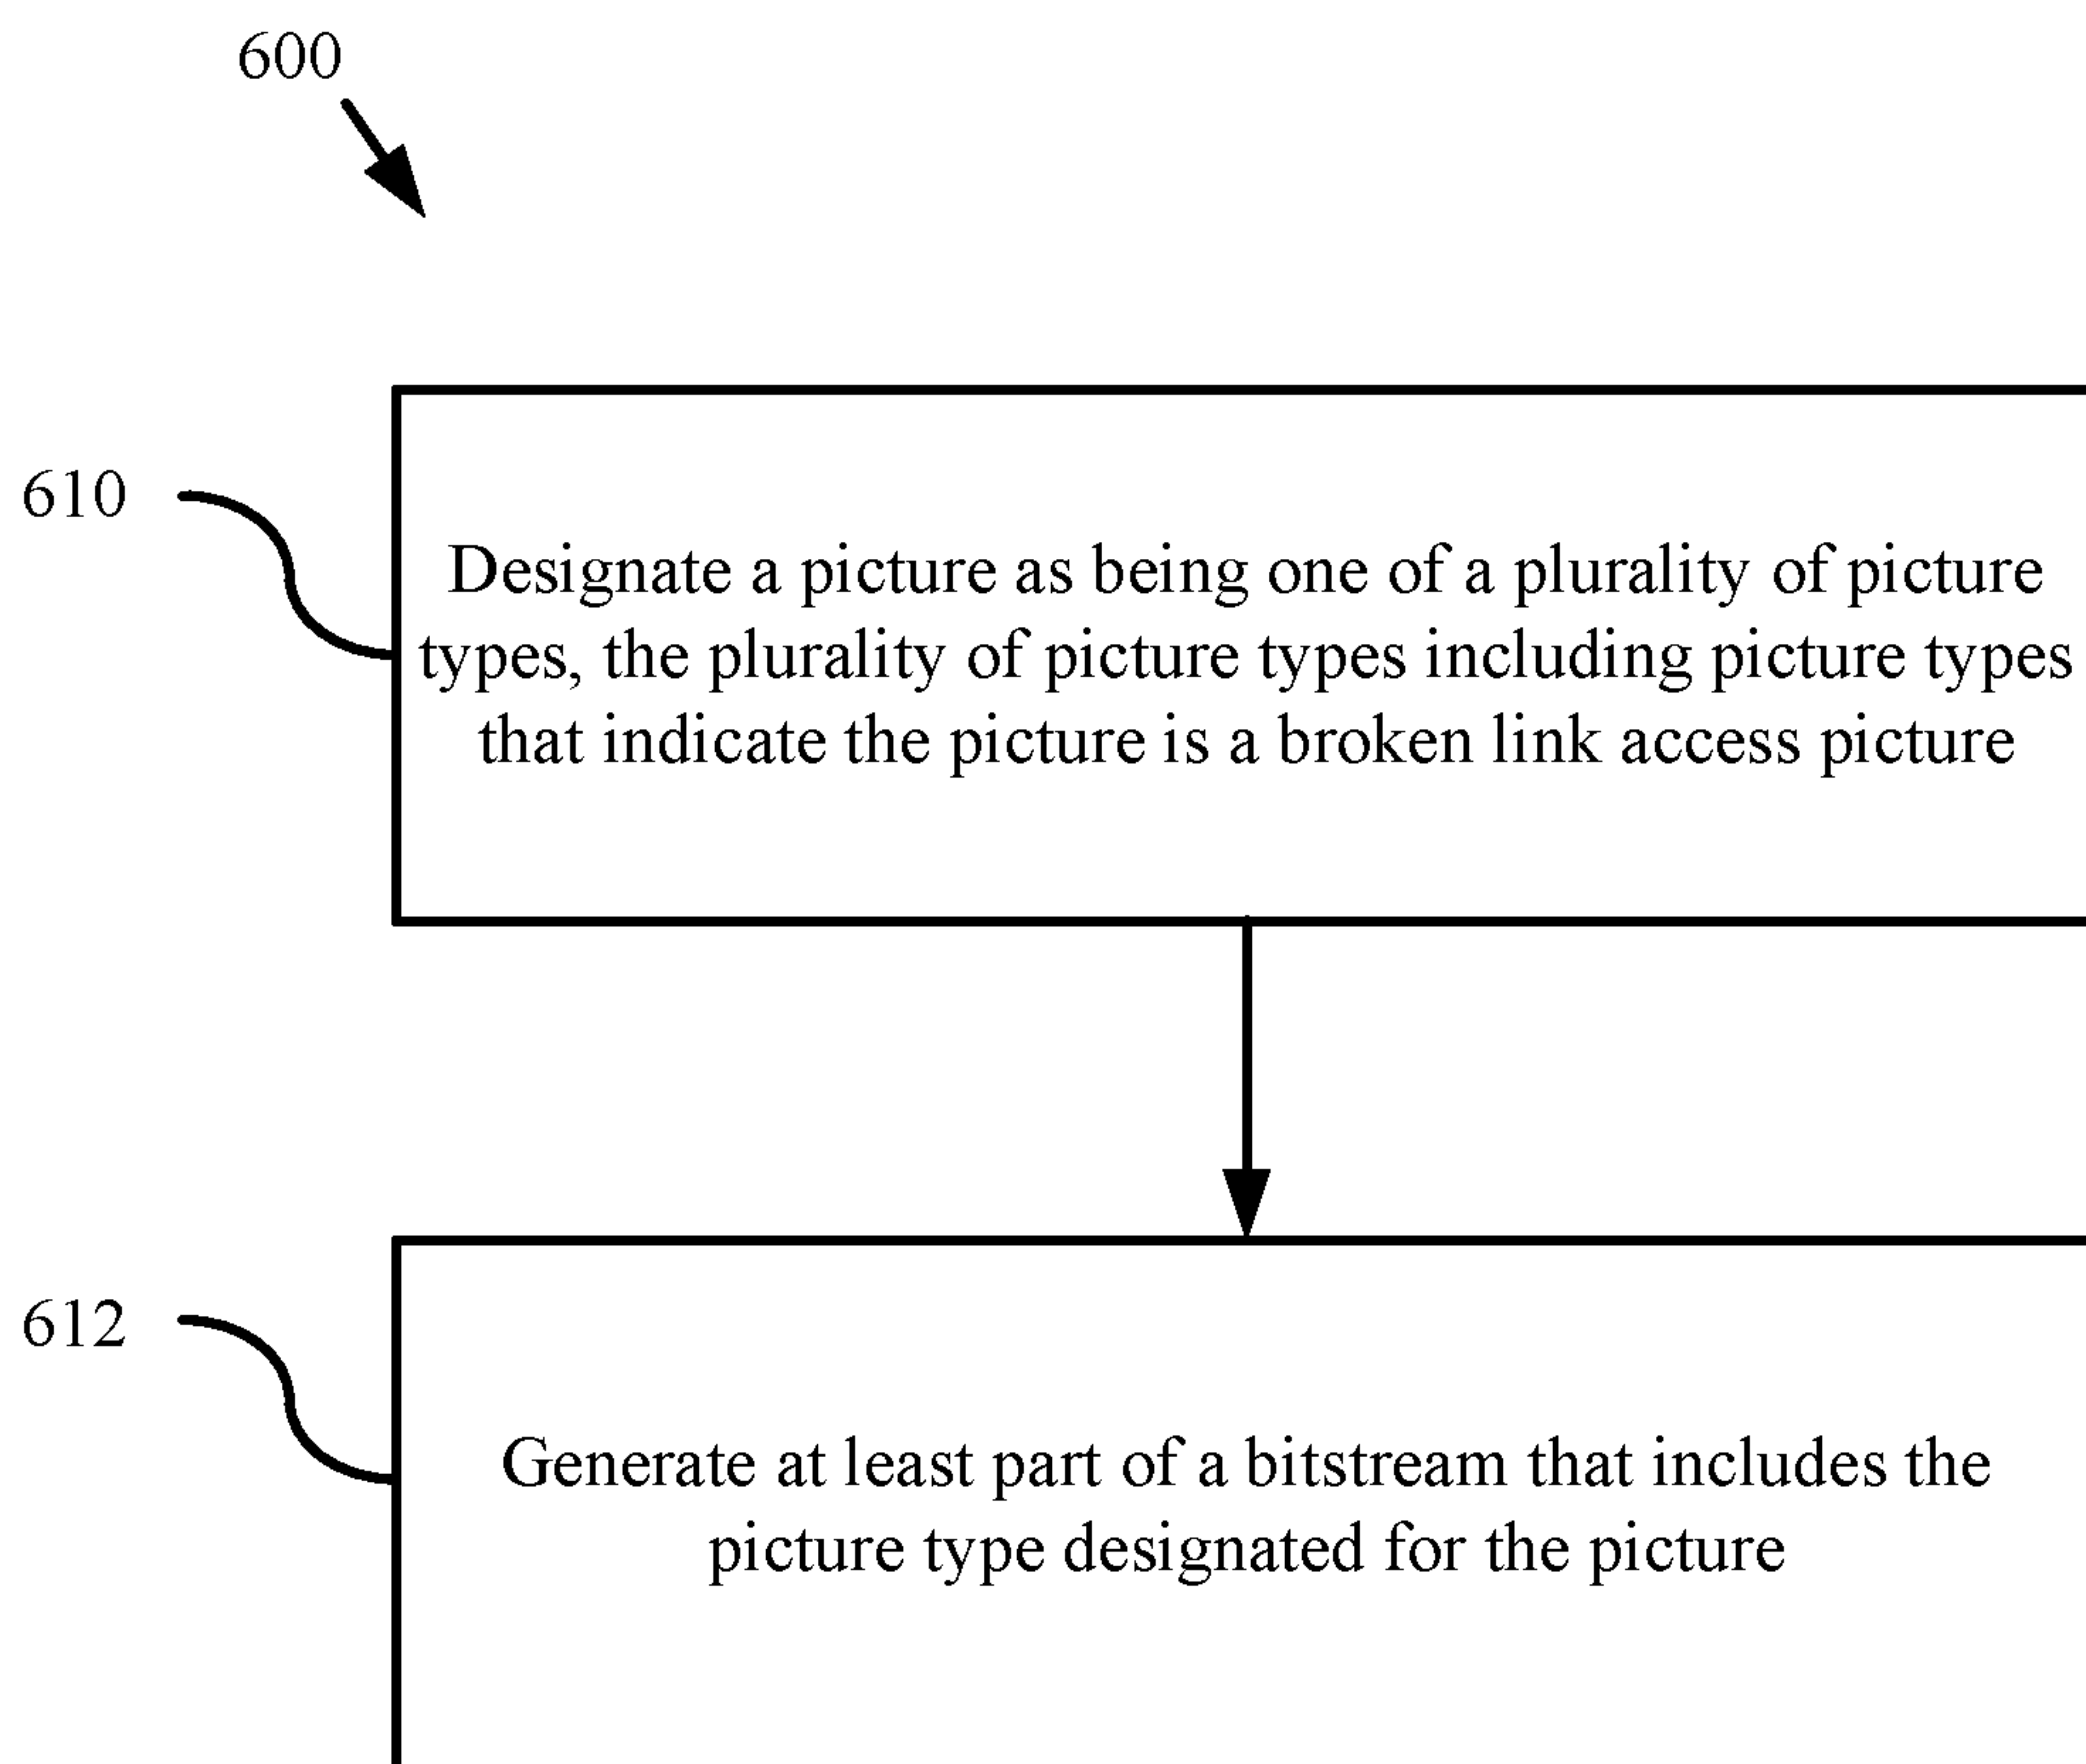 600
610
Designate a picture as being one of a plurality of picture
types, the plurality of picture types including picture types
that indicate the picture is a broken link access picture
612
Generate at least part of a bitstream that includes the
picture type designated for the picture